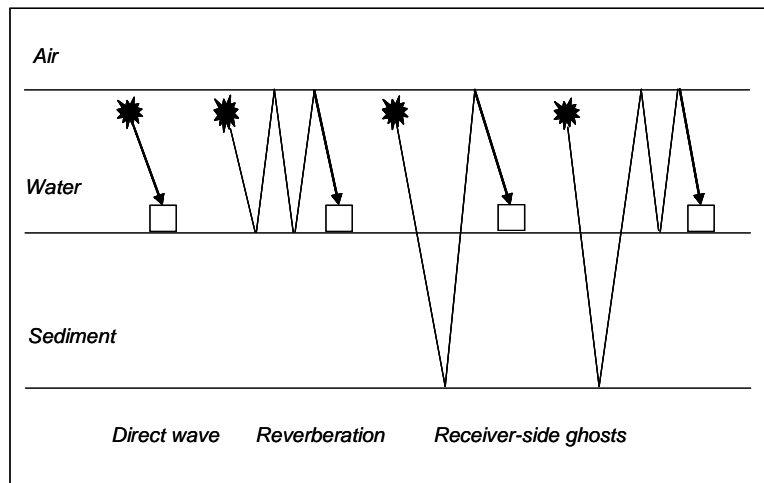 Air
Water
Sediment
Direct wave
Reverberation
Receiver-side ghosts